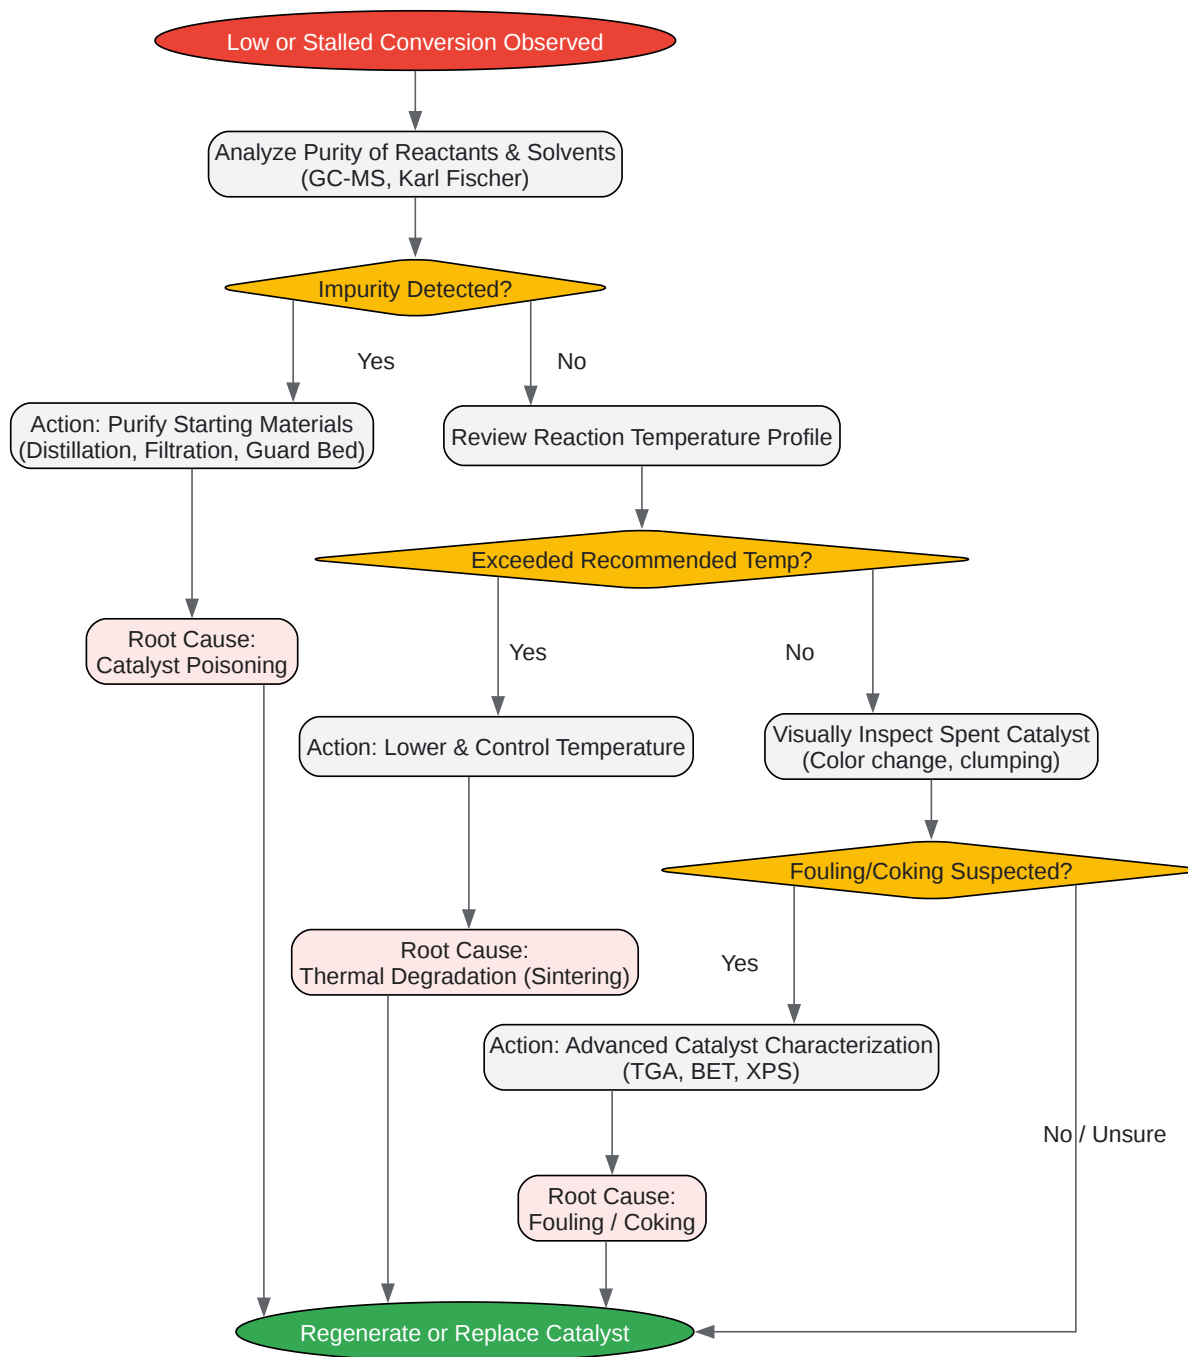 Low or Stalled Conversion Observed
Analyze Purity of Reactants & Solvents
(GC-MS, Karl Fischer)
Impurity Detected?
Yes
No
Action: Purify Starting Materials
(Distillation, Filtration, Guard Bed)
Review Reaction Temperature Profile
Exceeded Recommended Temp?
Root Cause:
Catalyst Poisoning
Yes
No
Action: Lower & Control Temperature
Visually Inspect Spent Catalyst
(Color change, clumping)
Fouling/Coking Suspected?
Root Cause:
Thermal Degradation (Sintering)
Yes
Action: Advanced Catalyst Characterization
(TGA, BET, XPS)
No / Unsure
Root Cause:
Fouling / Coking
Regenerate or Replace Catalyst